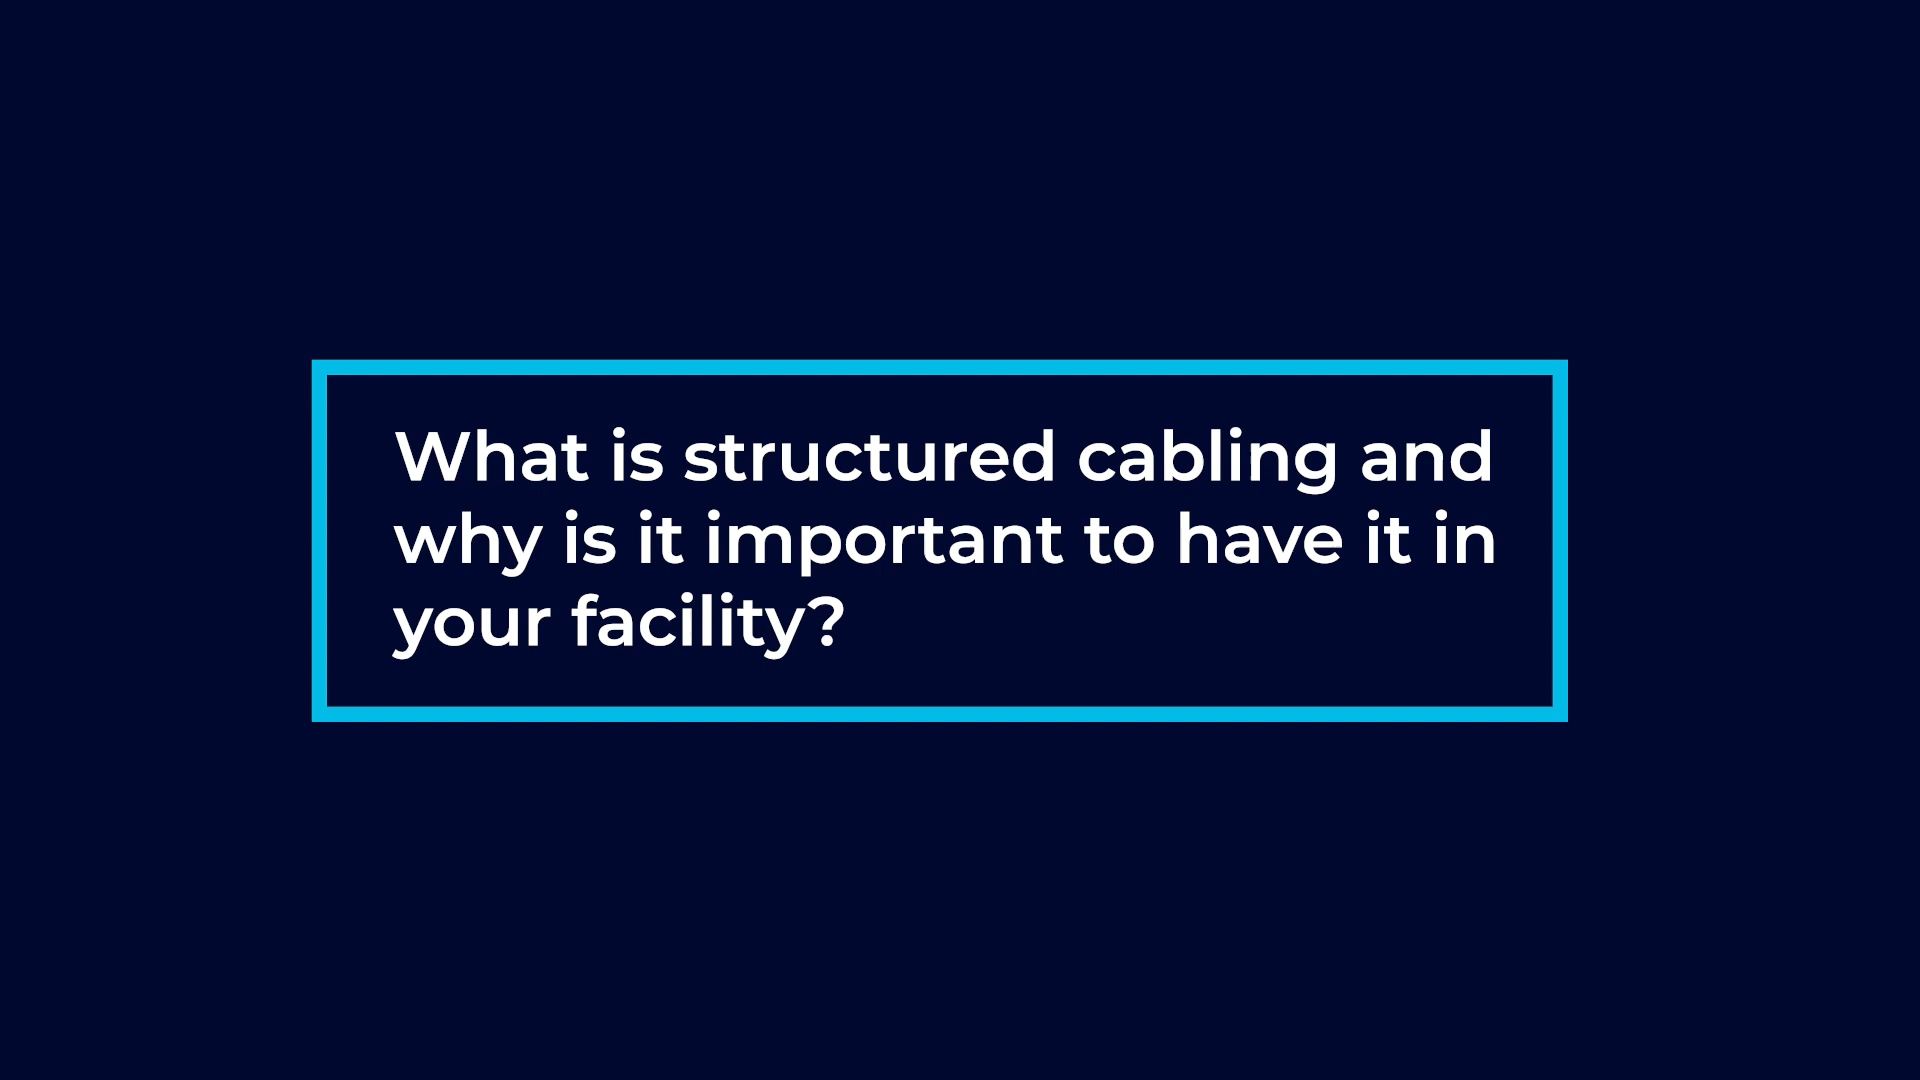 What is structured cabling and
why is it important to have it in
your facility?